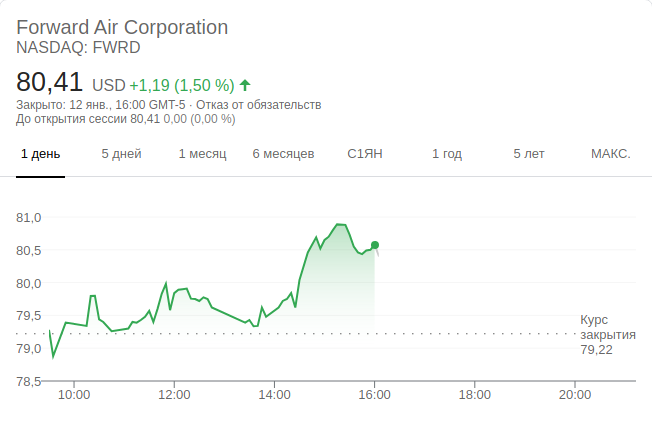 Forward Air Corporation
NASDAQ: FWRD
80,41 USD +1,19 (1,50 %)
Закрыто: 12 янв., 16:00 GMT-5 · Отказ от обязательств
До открытия сессии 80,41 0,00 (0,00 %)
1 день 5 дней 1 месяц 6 месяцев С1ЯН 1 год 5 лет МАКС.
81,0
80,5
80,0
79,5
79,0
78,5
Курс
закрытия
79,22
10:00 12:00 14:00 16:00 18:00 20:00